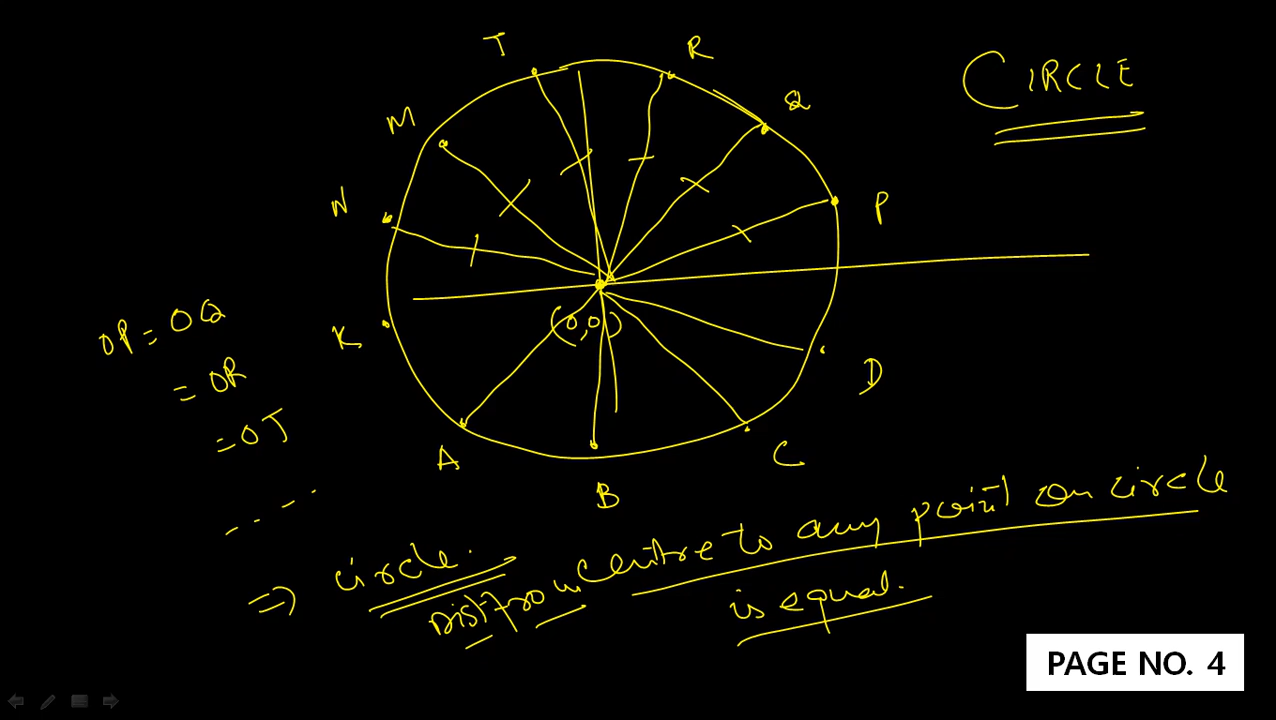 CIRCLE
T
R
Q
M
N
P
(0,0)
K
D
A
B
C
OP = OQ
= OR
= OT
- . - .
⇒ circle.
Dist from centre to any point on circle
is equal.
PAGE NO. 4